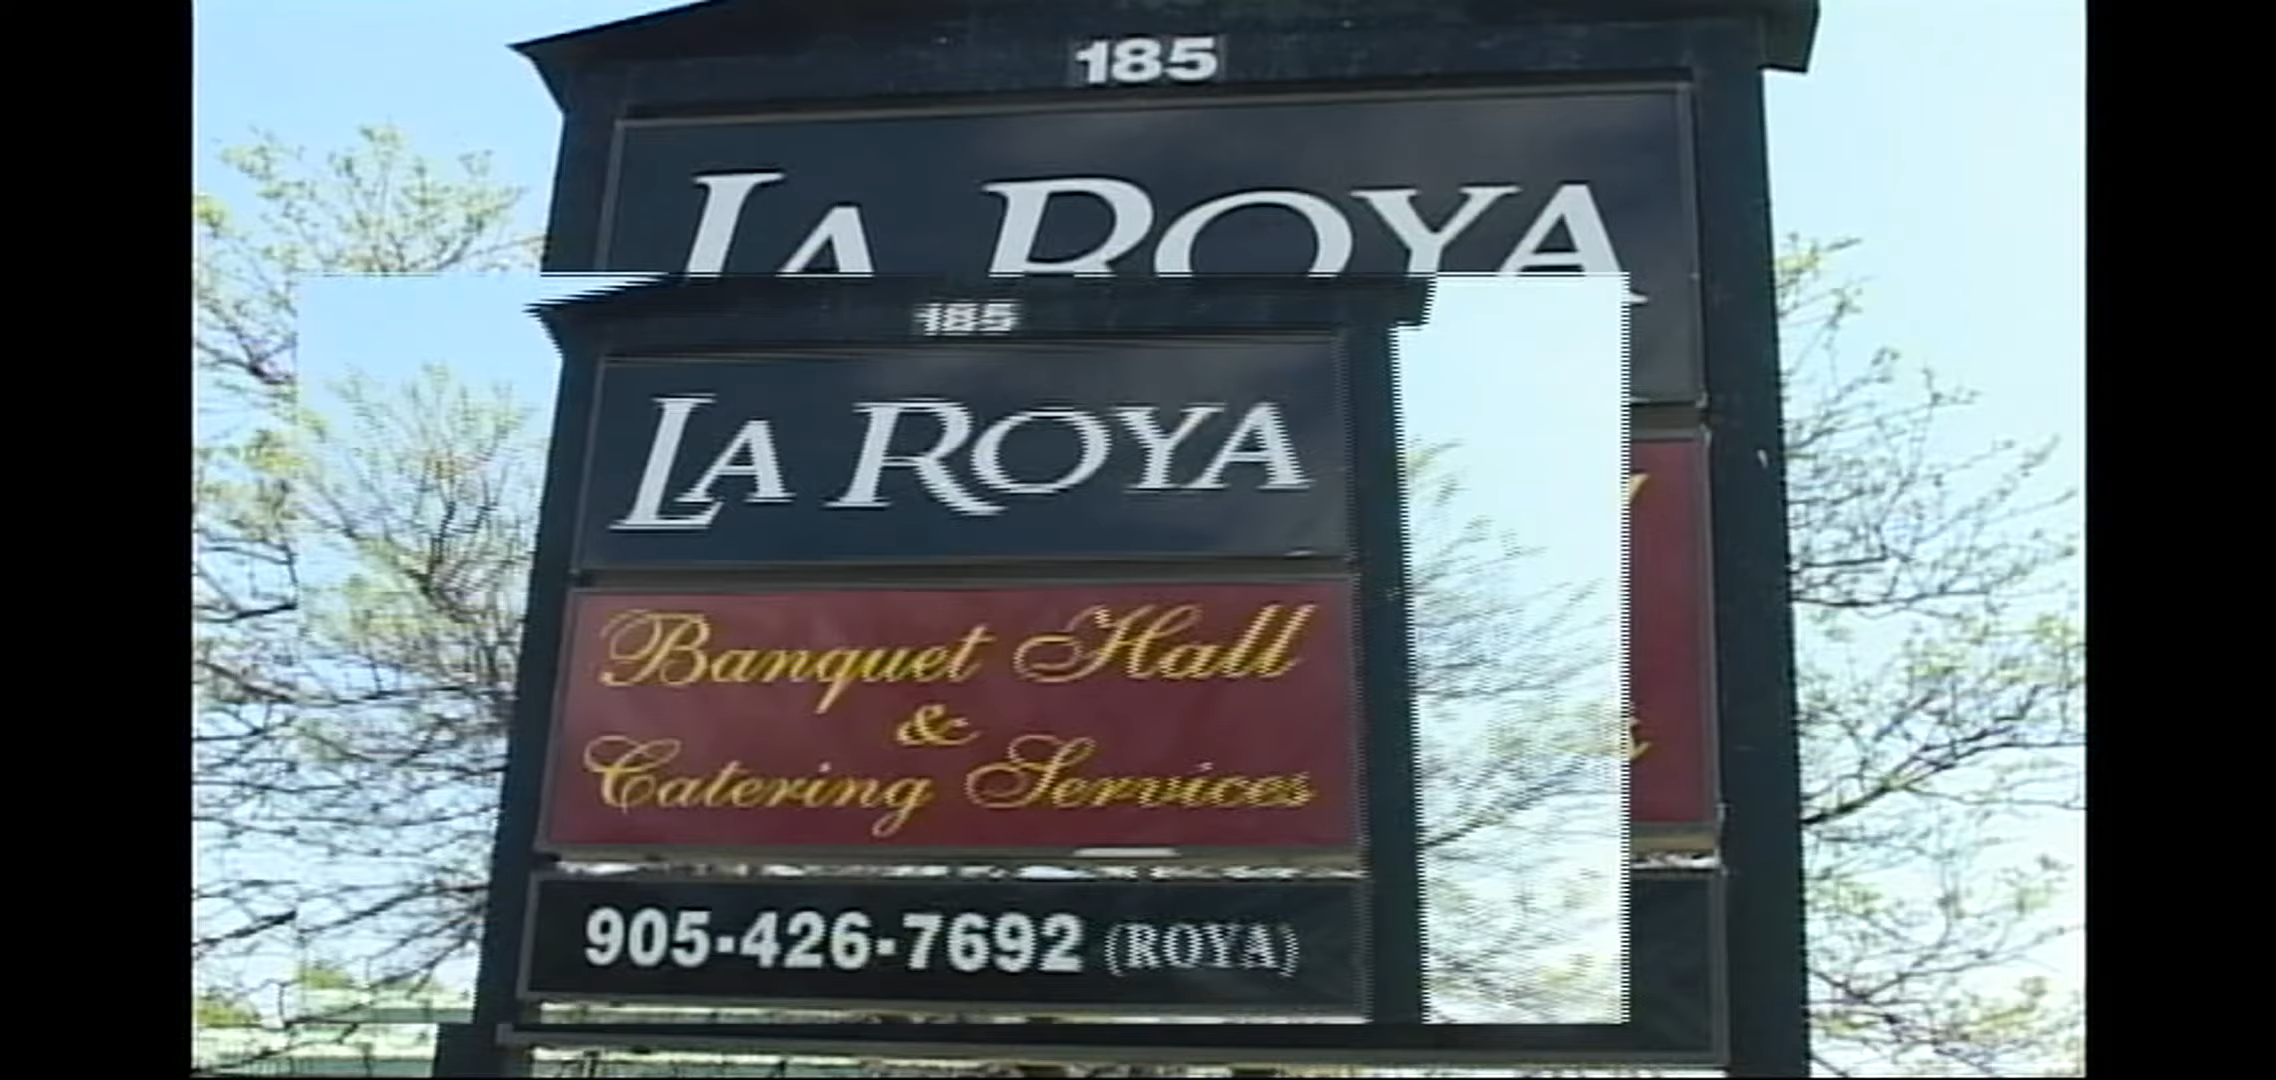 185
LA ROYA
185
LA ROYA
Banquet Hall
&
Catering Services
905-426-7692 (ROYA)